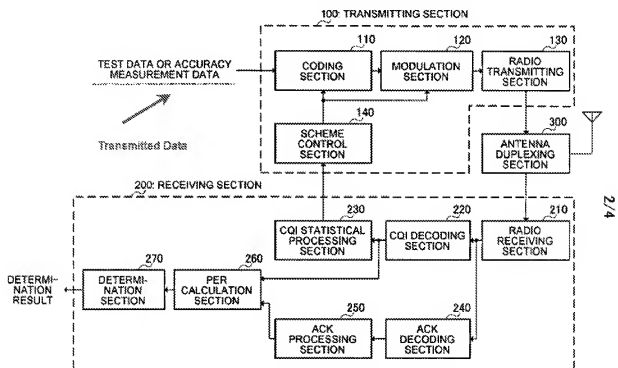 100: TRANSMITTING SECTION
110
120
130
TEST DATA OR ACCURACY
MEASUREMENT DATA
CODING
SECTION
MODULATION
SECTION
RADIO
TRANSMITTING
SECTION
Transmitted Data
140
SCHEME
CONTROL
SECTION
300
ANTENNA
DUPLEXING
SECTION
2/4
200: RECEIVING SECTION
230
220
210
CQI STATISTICAL
PROCESSING
SECTION
CQI DECODING
SECTION
RADIO
RECEIVING
SECTION
270
260
DETERMI-
NATION
RESULT
DETERMI-
NATION
SECTION
PER
CALCULATION
SECTION
250
240
ACK
PROCESSING
SECTION
ACK
DECODING
SECTION